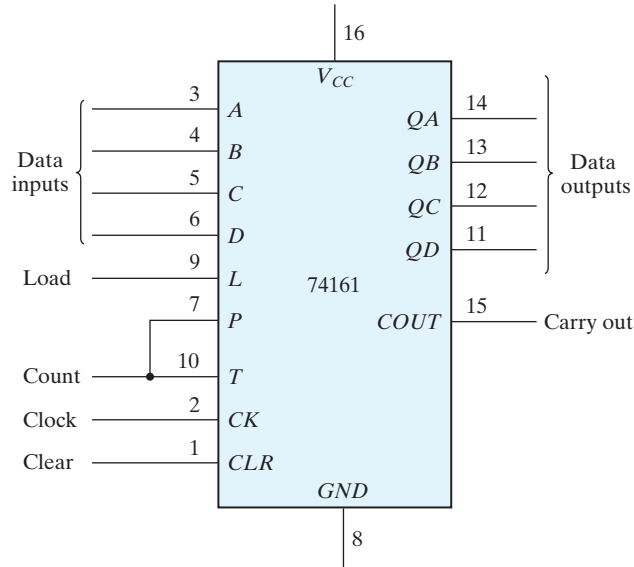 16
V_CC
3 A
4 B
Data inputs
5 C
6 D
Load 9 L
7 P
Count 10 T
Clock 2 CK
Clear 1 CLR
74161
QA 14
QB 13
Data outputs
QC 12
QD 11
COUT 15 Carry out
GND
8